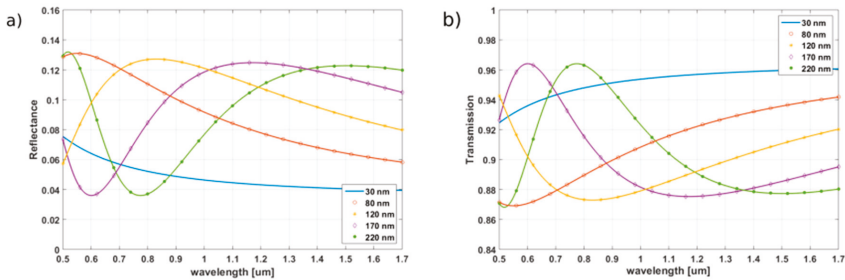 a)
0.16
0.14
0.12
0.1
0.08
0.06
0.04
0.02
0
Reflectance
0.5 0.6 0.7 0.8 0.9 1 1.1 1.2 1.3 1.4 1.5 1.6 1.7
wavelength [um]
30 nm
80 nm
120 nm
170 nm
220 nm
b)
1
0.98
0.96
0.94
0.92
0.9
0.88
0.86
0.84
Transmission
0.5 0.6 0.7 0.8 0.9 1 1.1 1.2 1.3 1.4 1.5 1.6 1.7
wavelength [um]
30 nm
80 nm
120 nm
170 nm
220 nm